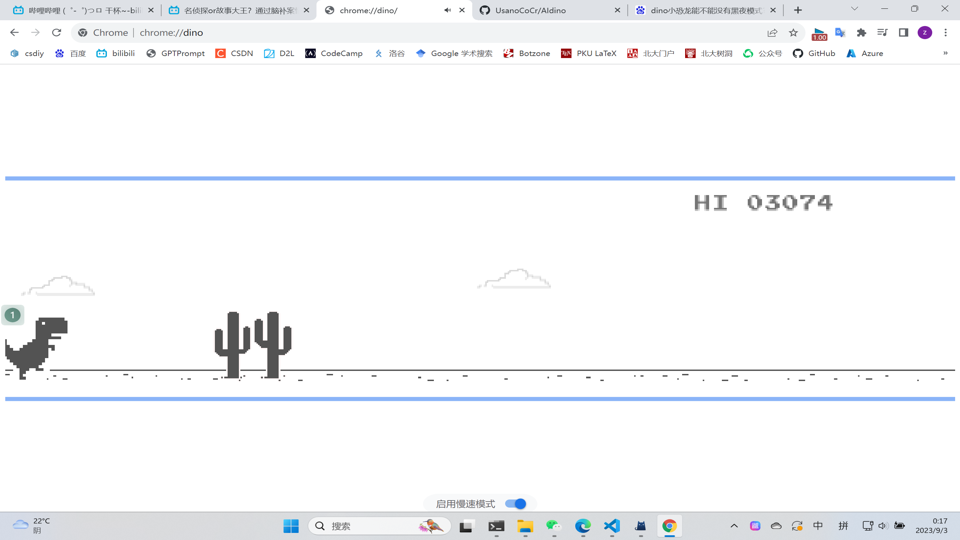 哔哩哔哩 ( ゜- ゜)つロ 干杯~-bili
名侦探or故事大王？通过脑补案
chrome://dino/
UsanoCoCr/AIdino
dino小恐龙能不能没有黑夜模式
Chrome | chrome://dino
1.00
z
csdiy
百度
bilibili
GPTPrompt
CSDN
D2L
CodeCamp
洛谷
Google 学术搜索
Botzone
PKU LaTeX
北大门户
北大树洞
公众号
GitHub
Azure
»
HI 03074
1
启用慢速模式
22°C
阴
搜索
中
拼
0:17
2023/9/3